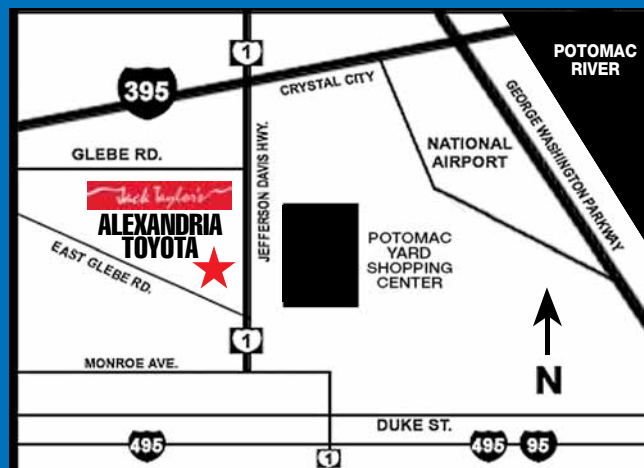 1
POTOMAC
RIVER
395
CRYSTAL CITY
GEORGE WASHINGTON PARKWAY
GLEBE RD.
JEFFERSON DAVIS HWY.
NATIONAL
AIRPORT
Jack Taylor's
ALEXANDRIA
TOYOTA
EAST GLEBE RD.
POTOMAC
YARD
SHOPPING
CENTER
1
MONROE AVE.
N
DUKE ST.
495
1
495
95